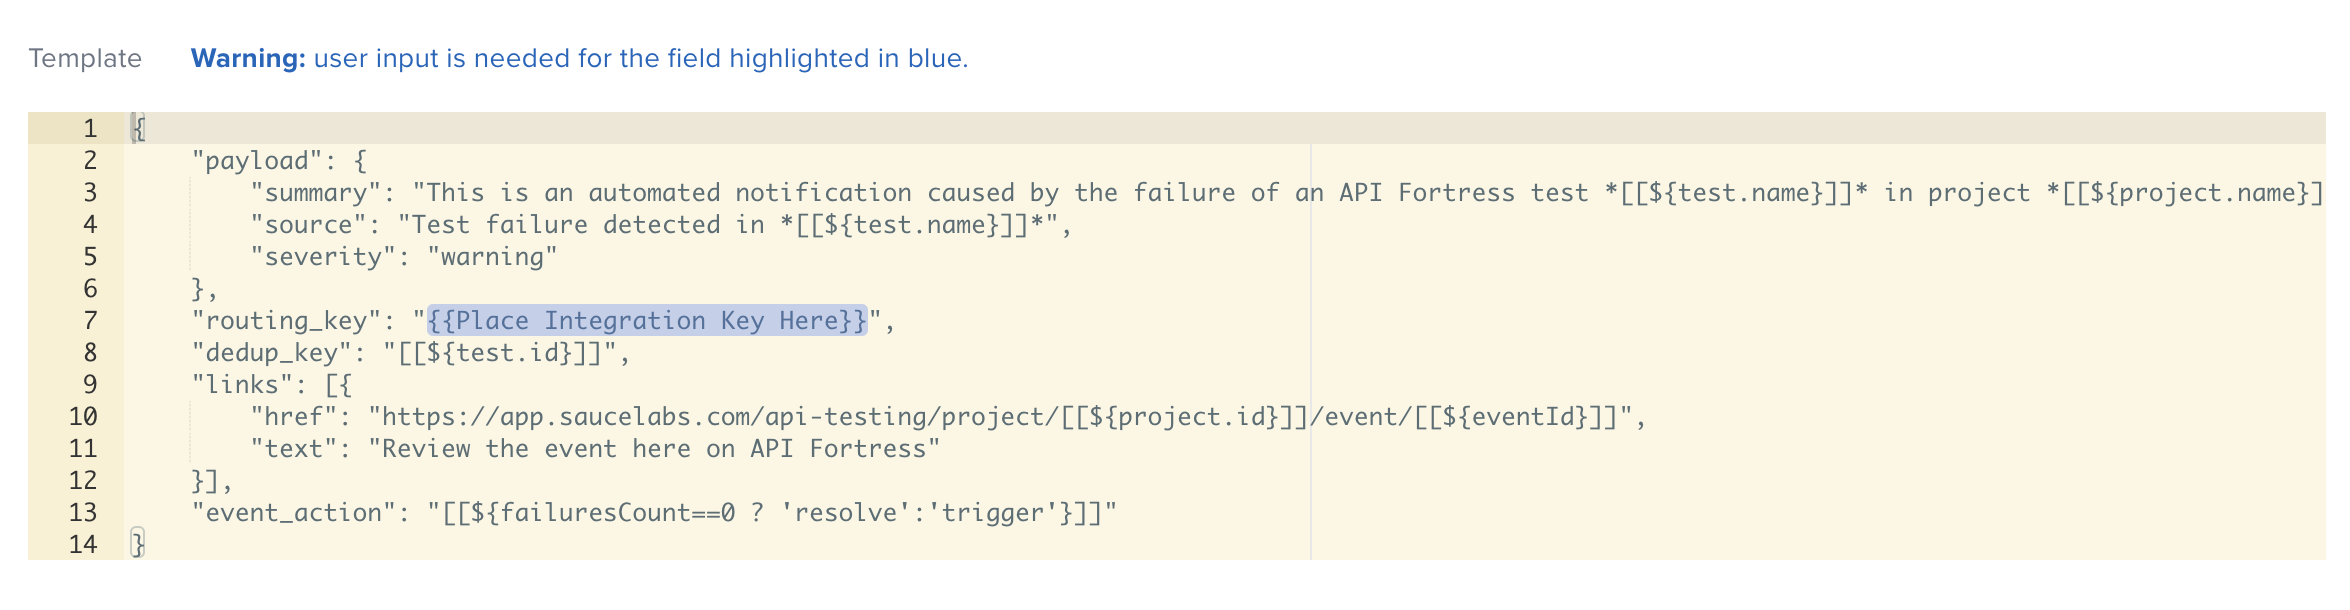 Template Warning: user input is needed for the field highlighted in blue.
1 {
2 "payload": {
3 "summary": "This is an automated notification caused by the failure of an API Fortress test *[[${test.name}]]* in project *[[${project.name}]
4 "source": "Test failure detected in *[[${test.name}]]*",
5 "severity": "warning"
6 },
7 "routing_key": "{{Place Integration Key Here}}",
8 "dedup_key": "[[${test.id}]]",
9 "links": [{
10 "href": "https://app.saucelabs.com/api-testing/project/[[${project.id}]]/event/[[${eventId}]]",
11 "text": "Review the event here on API Fortress"
12 }],
13 "event_action": "[[${failuresCount==0 ? 'resolve':'trigger'}]]"
14 }